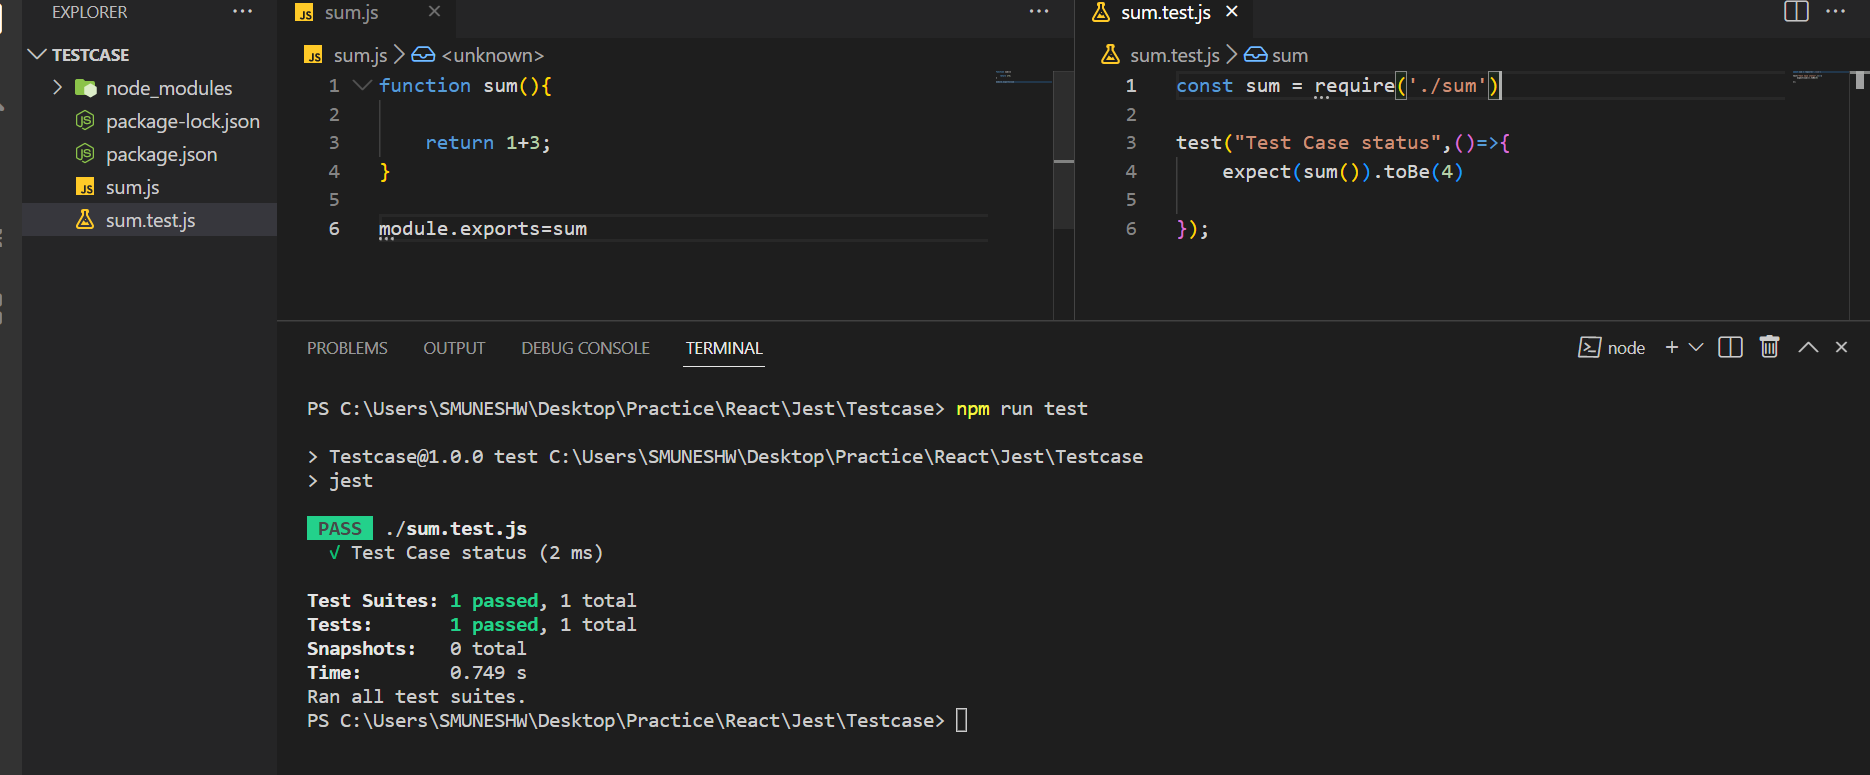 EXPLORER
TESTCASE
node_modules
package-lock.json
package.json
sum.js
sum.test.js
sum.js
sum.js > <unknown>
1 function sum(){
2
3     return 1+3;
4 }
5
6 module.exports=sum
sum.test.js
sum.test.js > sum
1 const sum = require('./sum')
2
3 test("Test Case status",()=>{
4     expect(sum()).toBe(4)
5
6 });
PROBLEMS OUTPUT DEBUG CONSOLE TERMINAL node
PS C:\Users\SMUNESHW\Desktop\Practice\React\Jest\Testcase> npm run test
> Testcase@1.0.0 test C:\Users\SMUNESHW\Desktop\Practice\React\Jest\Testcase
> jest
PASS ./sum.test.js
√ Test Case status (2 ms)
Test Suites: 1 passed, 1 total
Tests: 1 passed, 1 total
Snapshots: 0 total
Time: 0.749 s
Ran all test suites.
PS C:\Users\SMUNESHW\Desktop\Practice\React\Jest\Testcase>